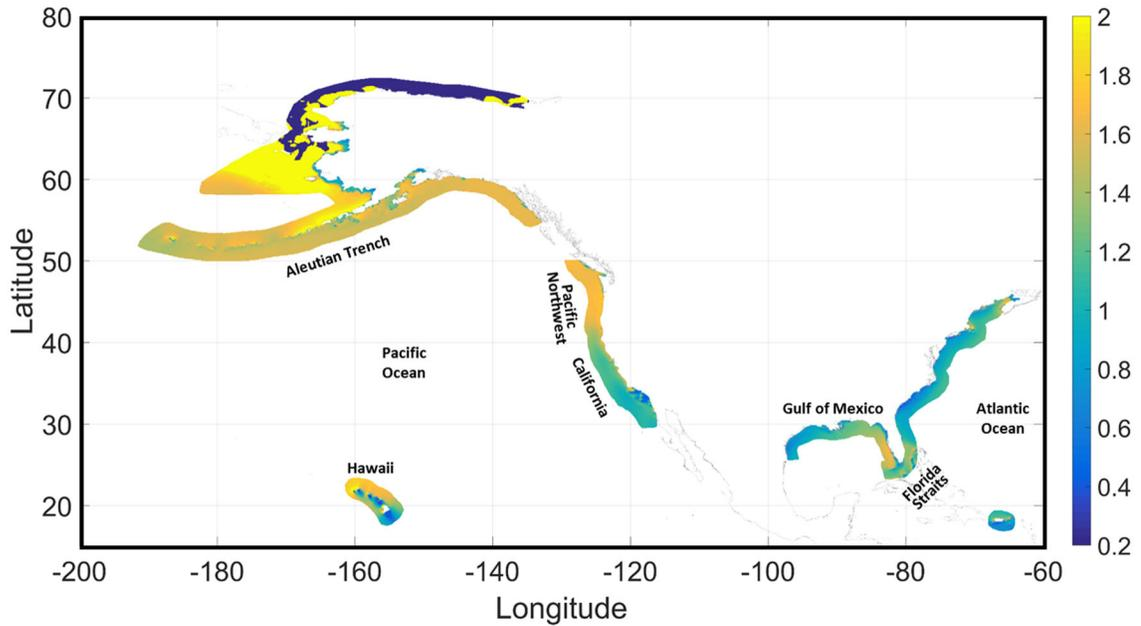 80
70
60
50
40
30
20
Latitude
-200
-180
-160
-140
-120
-100
-80
-60
Longitude
Aleutian Trench
Pacific
Northwest
California
Pacific
Ocean
Hawaii
Gulf of Mexico
Atlantic
Ocean
Florida
Straits
2
1.8
1.6
1.4
1.2
1
0.8
0.6
0.4
0.2